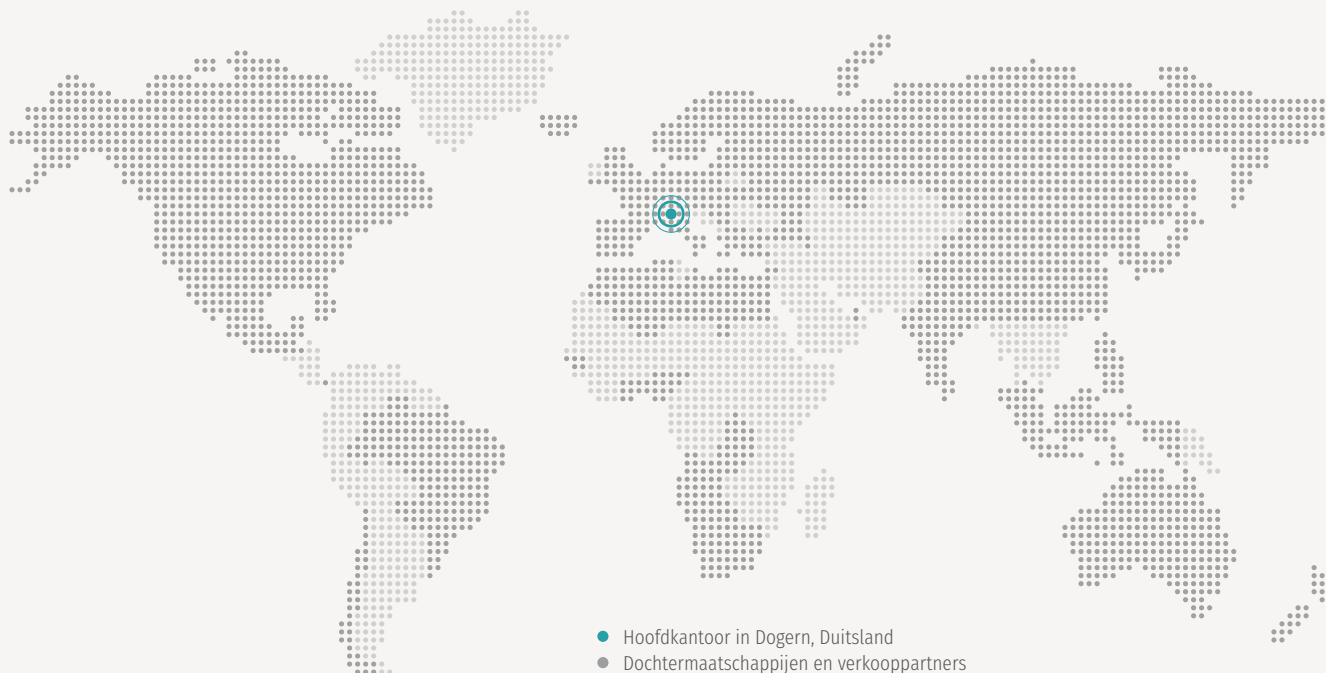 Hoofdkantoor in Dogern, Duitsland
Dochtermaatschappijen en verkooppartners